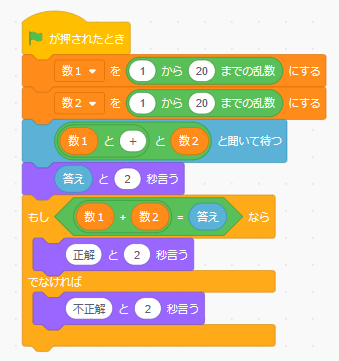 が押されたとき
数1 を 1 から 20 までの乱数 にする
数2 を 1 から 20 までの乱数 にする
数1 と + と 数2 と聞いて待つ
答え と 2 秒言う
もし 数1 + 数2 = 答え なら
正解 と 2 秒言う
でなければ
不正解 と 2 秒言う